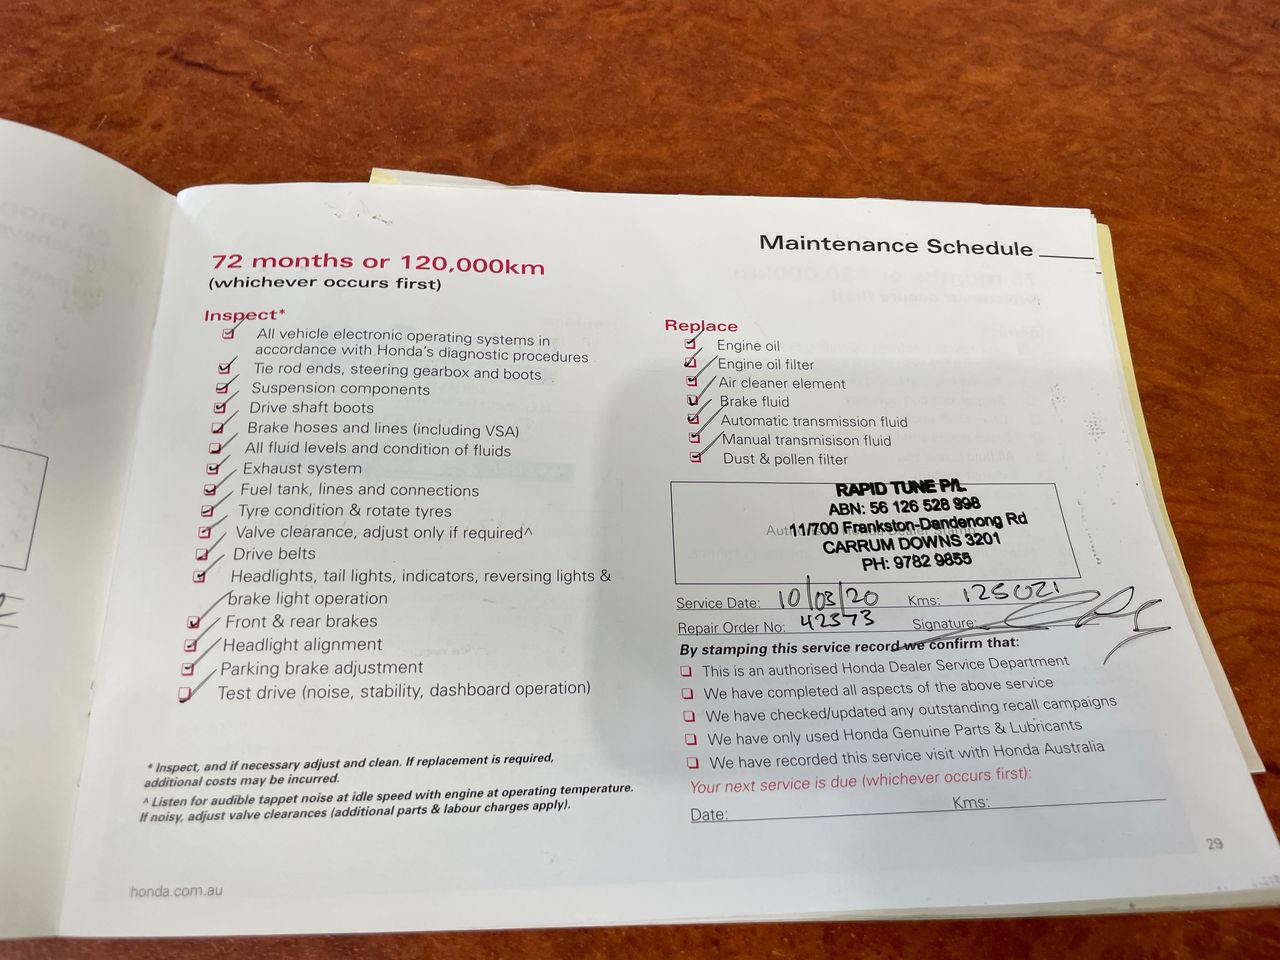 Maintenance Schedule
72 months or 120,000km
(whichever occurs first)
Inspect*
All vehicle electronic operating systems in
accordance with Honda's diagnostic procedures
Tie rod ends, steering gearbox and boots
Suspension components
Drive shaft boots
Brake hoses and lines (including VSA)
All fluid levels and condition of fluids
Exhaust system
Fuel tank, lines and connections
Tyre condition & rotate tyres
Valve clearance, adjust only if required^
Drive belts
Headlights, tail lights, indicators, reversing lights &
brake light operation
Front & rear brakes
Headlight alignment
Parking brake adjustment
Test drive (noise, stability, dashboard operation)
* Inspect, and if necessary adjust and clean. If replacement is required,
additional costs may be incurred.
^ Listen for audible tappet noise at idle speed with engine at operating temperature.
If noisy, adjust valve clearances (additional parts & labour charges apply).
honda.com.au
Replace
Engine oil
Engine oil filter
Air cleaner element
Brake fluid
Automatic transmission fluid
Manual transmisison fluid
Dust & pollen filter
RAPID TUNE P/L
ABN: 56 126 528 998
11/700 Frankston-Dandenong Rd
CARRUM DOWNS 3201
PH: 9782 9855
Service Date: 10/03/20 Kms: 125021
Repair Order No: 42373 Signature:
By stamping this service record we confirm that:
This is an authorised Honda Dealer Service Department
We have completed all aspects of the above service
We have checked/updated any outstanding recall campaigns
We have only used Honda Genuine Parts & Lubricants
We have recorded this service visit with Honda Australia
Your next service is due (whichever occurs first):
Date: Kms:
29